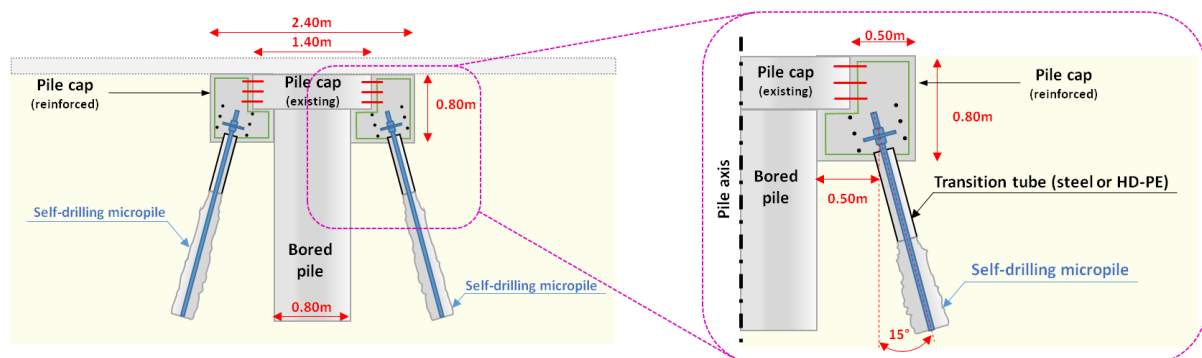 2.40m
1.40m
Pile cap
(reinforced)
Pile cap
(existing)
0.80m
Self-drilling micropile
Bored
pile
Self-drilling micropile
0.80m
0.50m
Pile cap
(existing)
Pile cap
(reinforced)
0.80m
Pile axis
Bored
pile
0.50m
Transition tube (steel or HD-PE)
Self-drilling micropile
15°